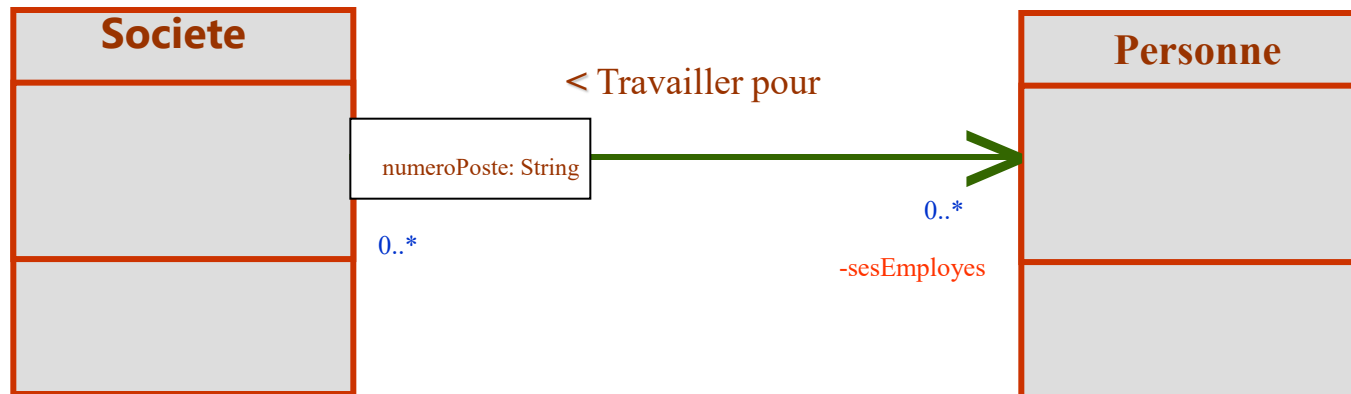 Societe
Personne
< Travailler pour
numeroPoste: String
0..*
0..*
-sesEmployes